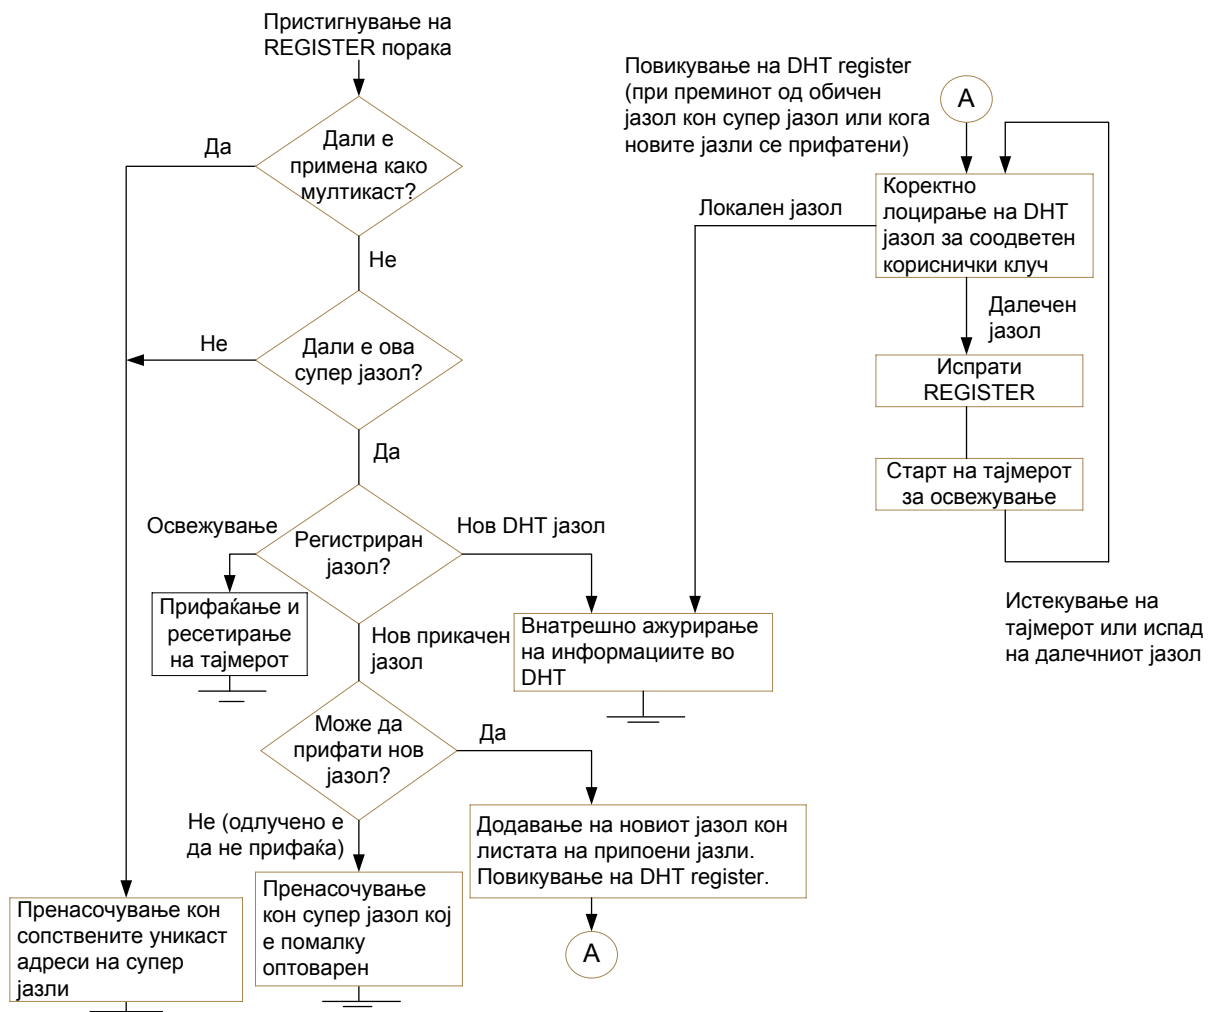 Пристигнување на
REGISTER порака
Дали е
примена како
мултикаст?
Да
Не
Дали е ова
супер јазол?
Не
Да
Регистриран
јазол?
Освежување
Нов DHT јазол
Прифаќање и
ресетирање
на тајмерот
Нов прикачен
јазол
Внатрешно ажурирање
на информациите во
DHT
Може да
прифати нов
јазол?
Да
Не (одлучено е
да не прифаќа)
Додавање на новиот јазол кон
листата на припоени јазли.
Повикување на DHT register.
A
Пренасочување
кон супер јазол кој
е помалку
оптоварен
Пренасочување кон
сопствените уникаст
адреси на супер
јазли
Повикување на DHT register
(при преминот од обичен
јазол кон супер јазол или кога
новите јазли се прифатени)
A
Коректно
лоцирање на DHT
јазол за соодветен
кориснички клуч
Локален јазол
Далечен
јазол
Испрати
REGISTER
Старт на тајмерот
за освежување
Истекување на
тајмерот или испад
на далечниот јазол